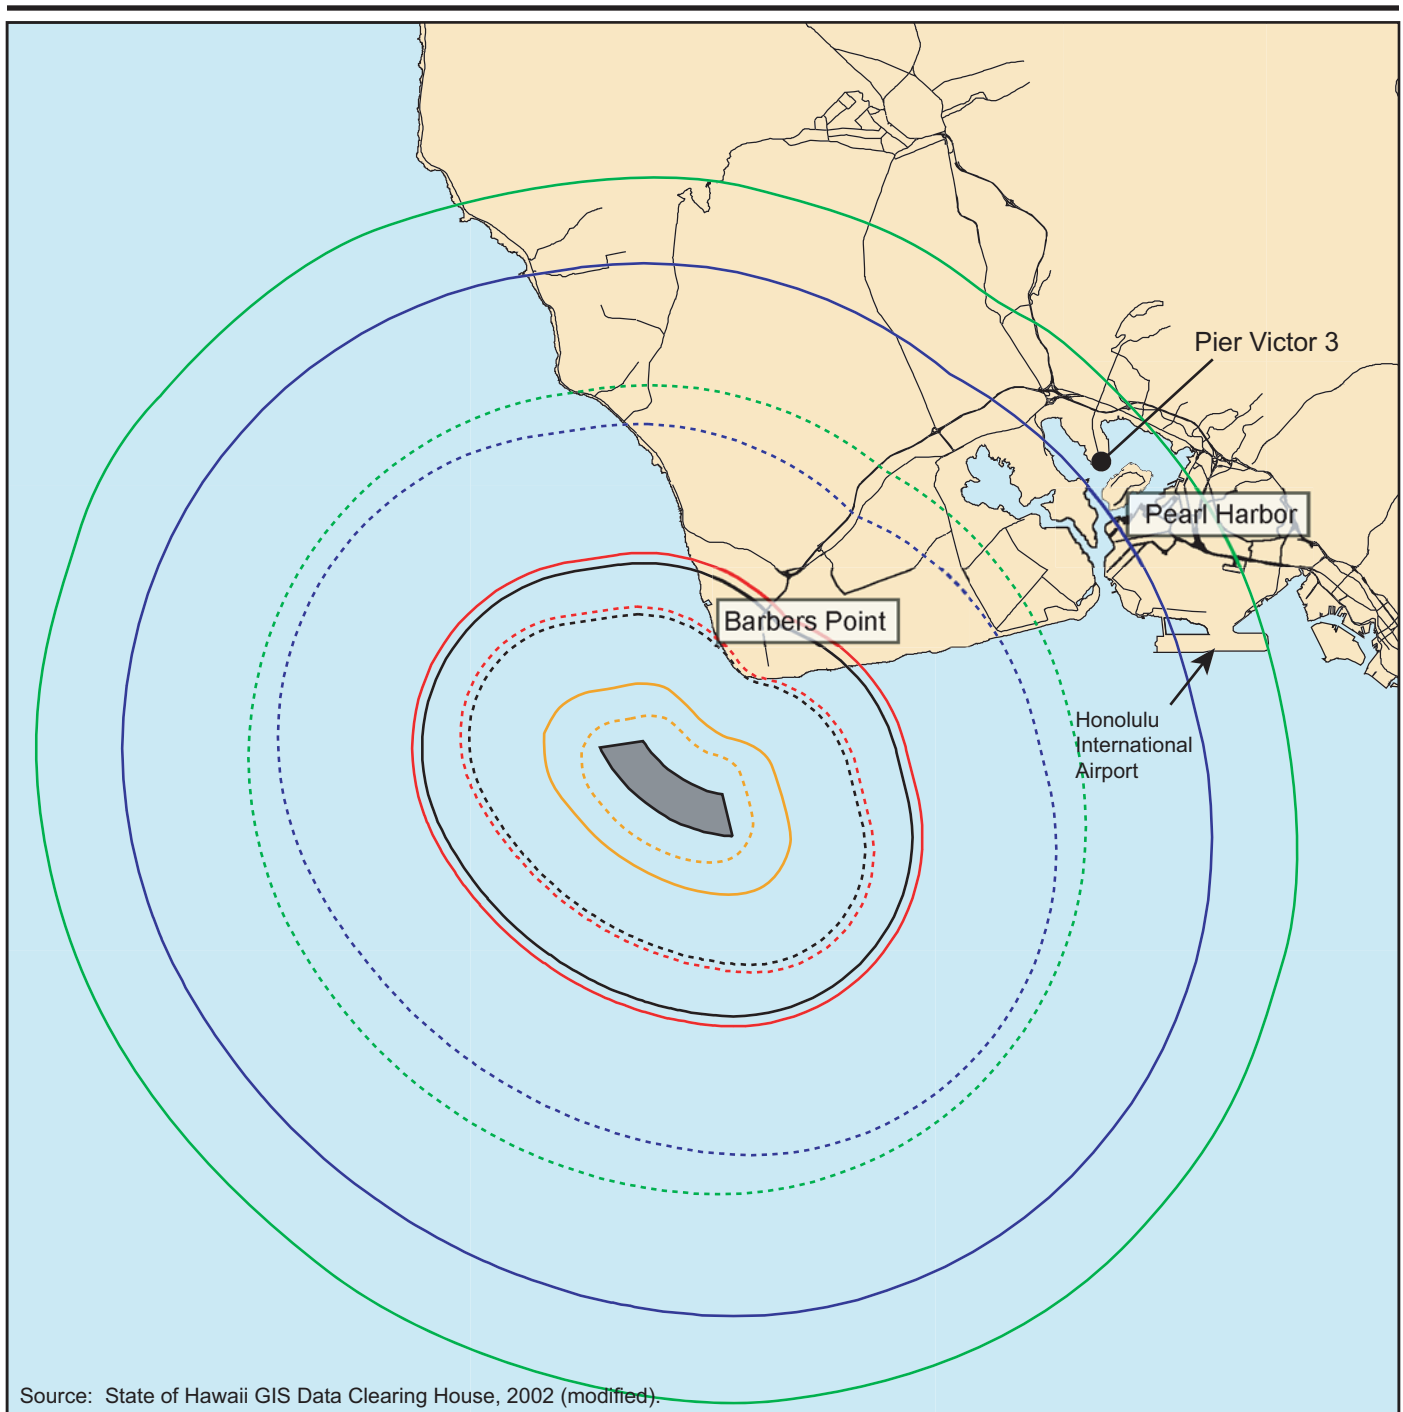 Pier Victor 3
Pearl Harbor
Barbers Point
Honolulu
International
Airport
Source: State of Hawaii GIS Data Clearing House, 2002 (modified).